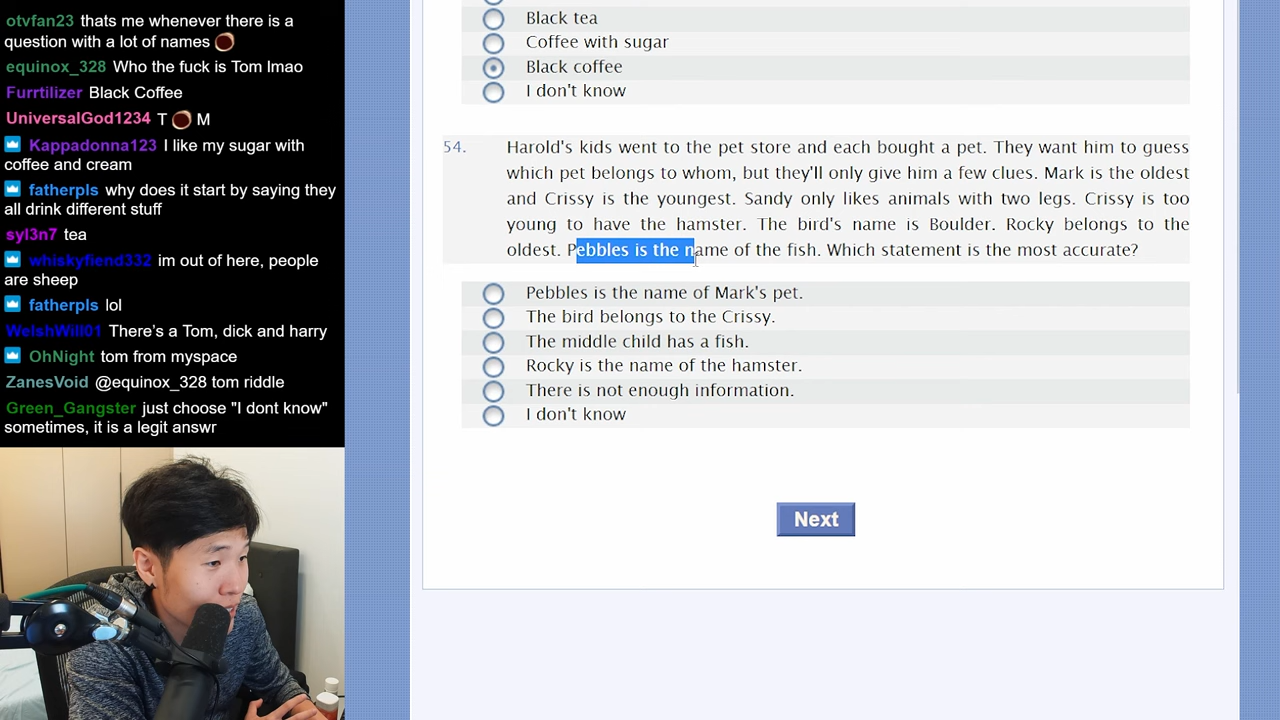 otvfan23 thats me whenever there is a
question with a lot of names
equinox_328 Who the fuck is Tom lmao
Furrtilizer Black Coffee
UniversalGod1234 T M
Kappadonna123 I like my sugar with
coffee and cream
fatherpls why does it start by saying they
all drink different stuff
syl3n7 tea
whiskyfiend332 im out of here, people
are sheep
fatherpls lol
WelshWill01 There's a Tom, dick and harry
OhNight tom from myspace
ZanesVoid @equinox_328 tom riddle
Green_Gangster just choose "I dont know"
sometimes, it is a legit answr
Black tea
Coffee with sugar
Black coffee
I don't know
54. Harold's kids went to the pet store and each bought a pet. They want him to guess
which pet belongs to whom, but they'll only give him a few clues. Mark is the oldest
and Crissy is the youngest. Sandy only likes animals with two legs. Crissy is too
young to have the hamster. The bird's name is Boulder. Rocky belongs to the
oldest. Pebbles is the name of the fish. Which statement is the most accurate?
Pebbles is the name of Mark's pet.
The bird belongs to the Crissy.
The middle child has a fish.
Rocky is the name of the hamster.
There is not enough information.
I don't know
Next